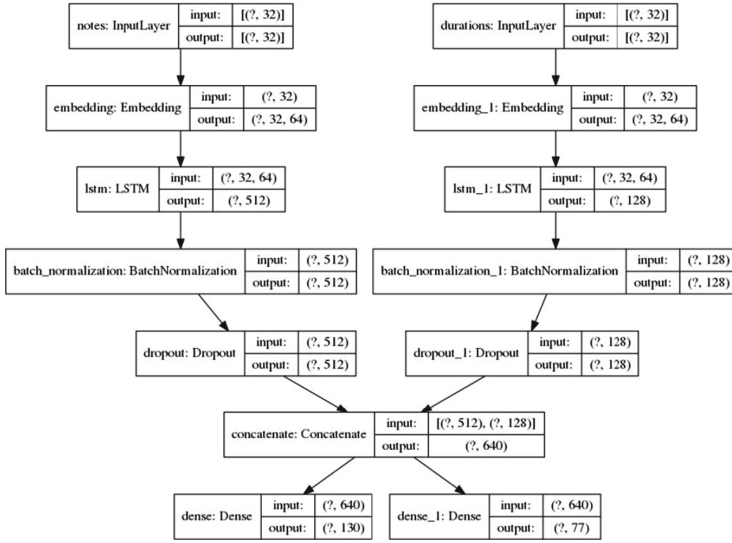 notes: InputLayer input: [(?, 32)]
output: [(?, 32)]
durations: InputLayer input: [(?, 32)]
output: [(?, 32)]
embedding: Embedding input: (?, 32)
output: (?, 32, 64)
embedding_1: Embedding input: (?, 32)
output: (?, 32, 64)
lstm: LSTM input: (?, 32, 64)
output: (?, 512)
lstm_1: LSTM input: (?, 32, 64)
output: (?, 128)
batch_normalization: BatchNormalization input: (?, 512)
output: (?, 512)
batch_normalization_1: BatchNormalization input: (?, 128)
output: (?, 128)
dropout: Dropout input: (?, 512)
output: (?, 512)
dropout_1: Dropout input: (?, 128)
output: (?, 128)
concatenate: Concatenate input: [(?, 512), (?, 128)]
output: (?, 640)
dense: Dense input: (?, 640)
output: (?, 130)
dense_1: Dense input: (?, 640)
output: (?, 77)